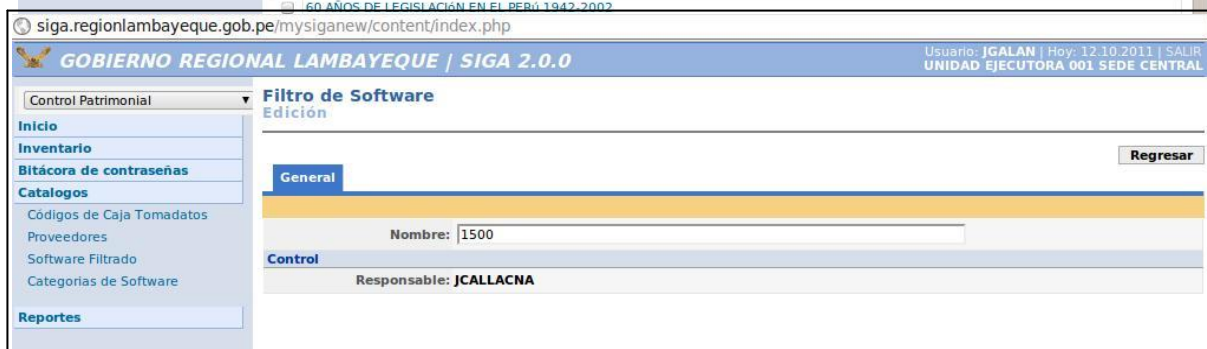 60 AÑOS DE LEGISLACIóN EN EL PERú 1942-2002
siga.regionlambayeque.gob.pe/mysiganew/content/index.php
GOBIERNO REGIONAL LAMBAYEQUE | SIGA 2.0.0
Usuario: JGALAN | Hoy: 12.10.2011 | SALIR
UNIDAD EJECUTORA 001 SEDE CENTRAL
Control Patrimonial
Inicio
Inventario
Bitácora de contraseñas
Catalogos
Códigos de Caja Tomadatos
Proveedores
Software Filtrado
Categorias de Software
Reportes
Filtro de Software
Edición
Regresar
General
Nombre: 1500
Control
Responsable: JCALLACNA